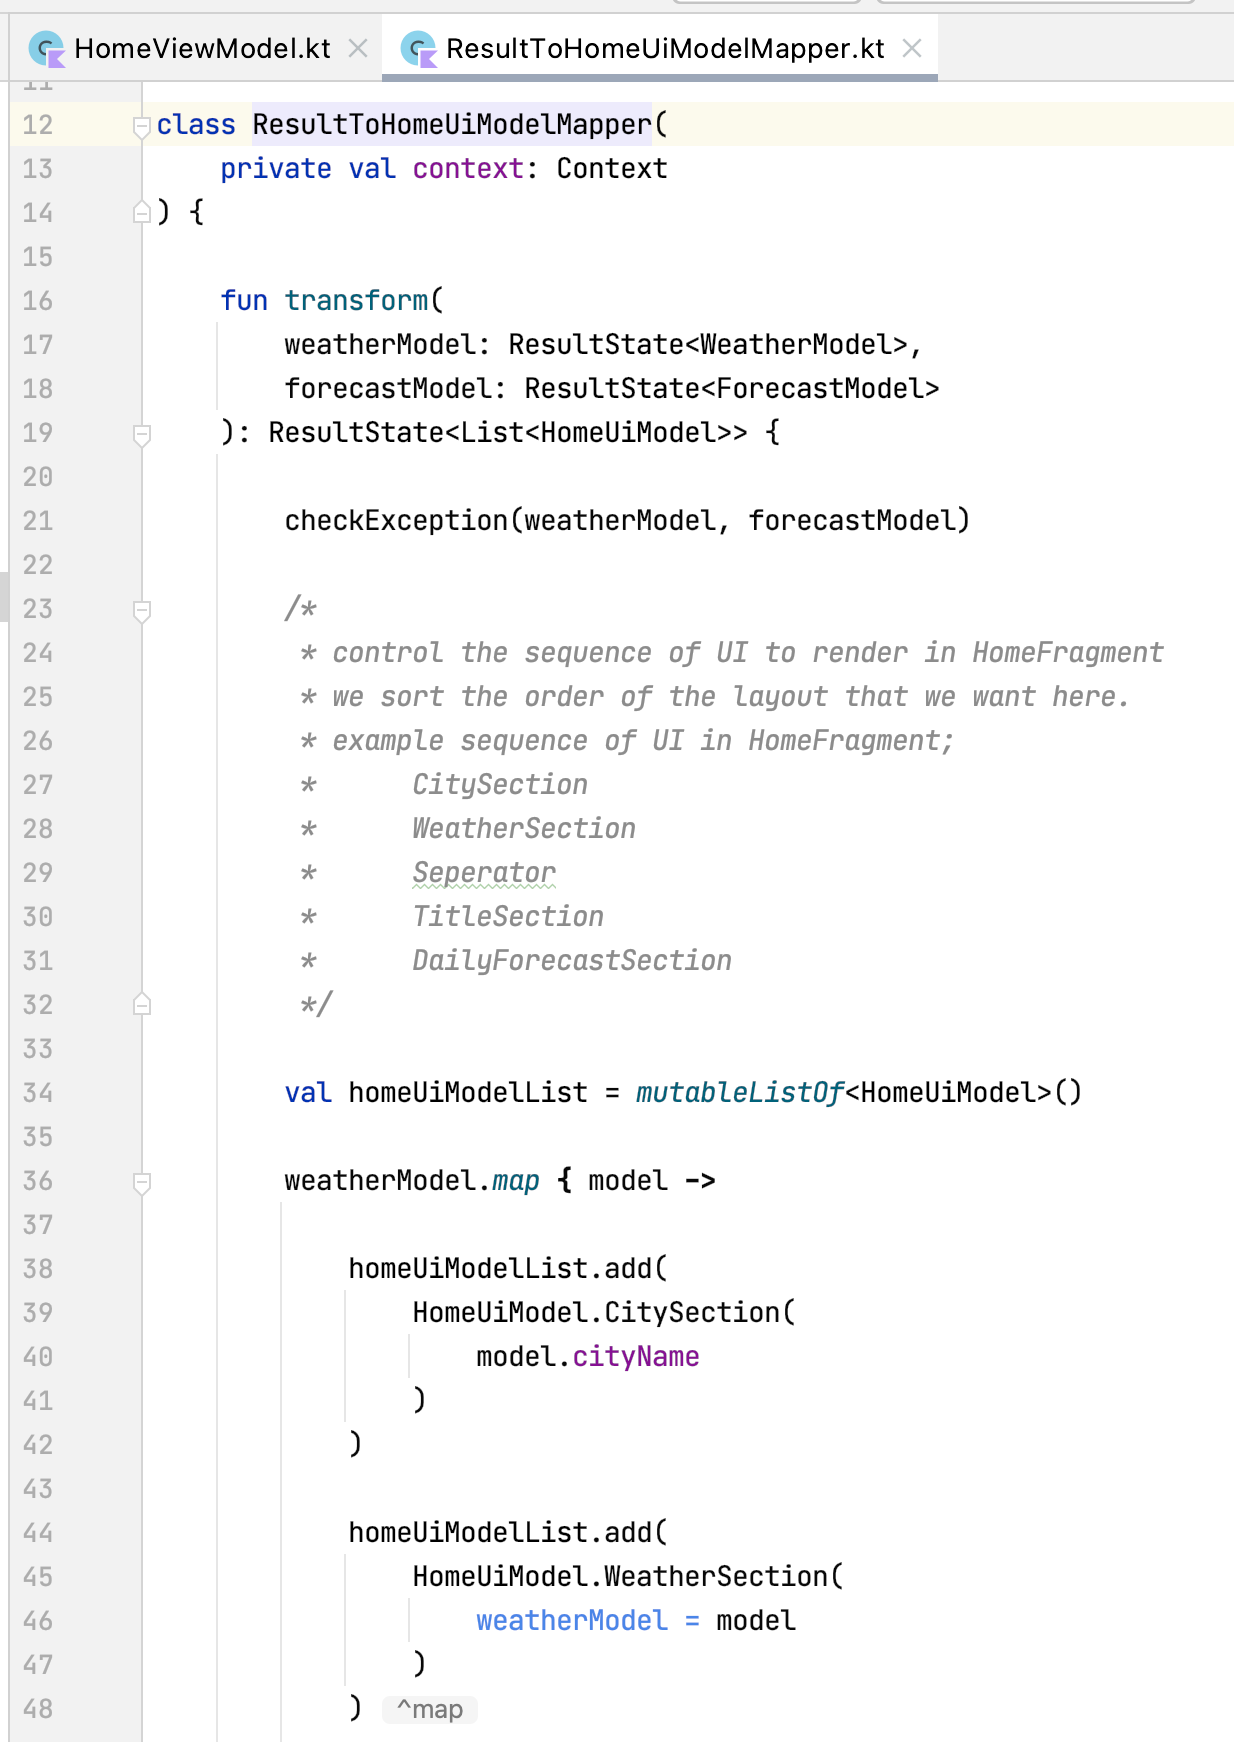 HomeViewModel.kt ResultToHomeUiModelMapper.kt
11
12 class ResultToHomeUiModelMapper(
13     private val context: Context
14 ) {
15
16     fun transform(
17         weatherModel: ResultState<WeatherModel>,
18         forecastModel: ResultState<ForecastModel>
19     ): ResultState<List<HomeUiModel>> {
20
21         checkException(weatherModel, forecastModel)
22
23         /*
24          * control the sequence of UI to render in HomeFragment
25          * we sort the order of the layout that we want here.
26          * example sequence of UI in HomeFragment;
27          *      CitySection
28          *      WeatherSection
29          *      Seperator
30          *      TitleSection
31          *      DailyForecastSection
32          */
33
34         val homeUiModelList = mutableListOf<HomeUiModel>()
35
36         weatherModel.map { model ->
37
38             homeUiModelList.add(
39                 HomeUiModel.CitySection(
40                     model.cityName
41                 )
42             )
43
44             homeUiModelList.add(
45                 HomeUiModel.WeatherSection(
46                     weatherModel = model
47                 )
48             ) ^map